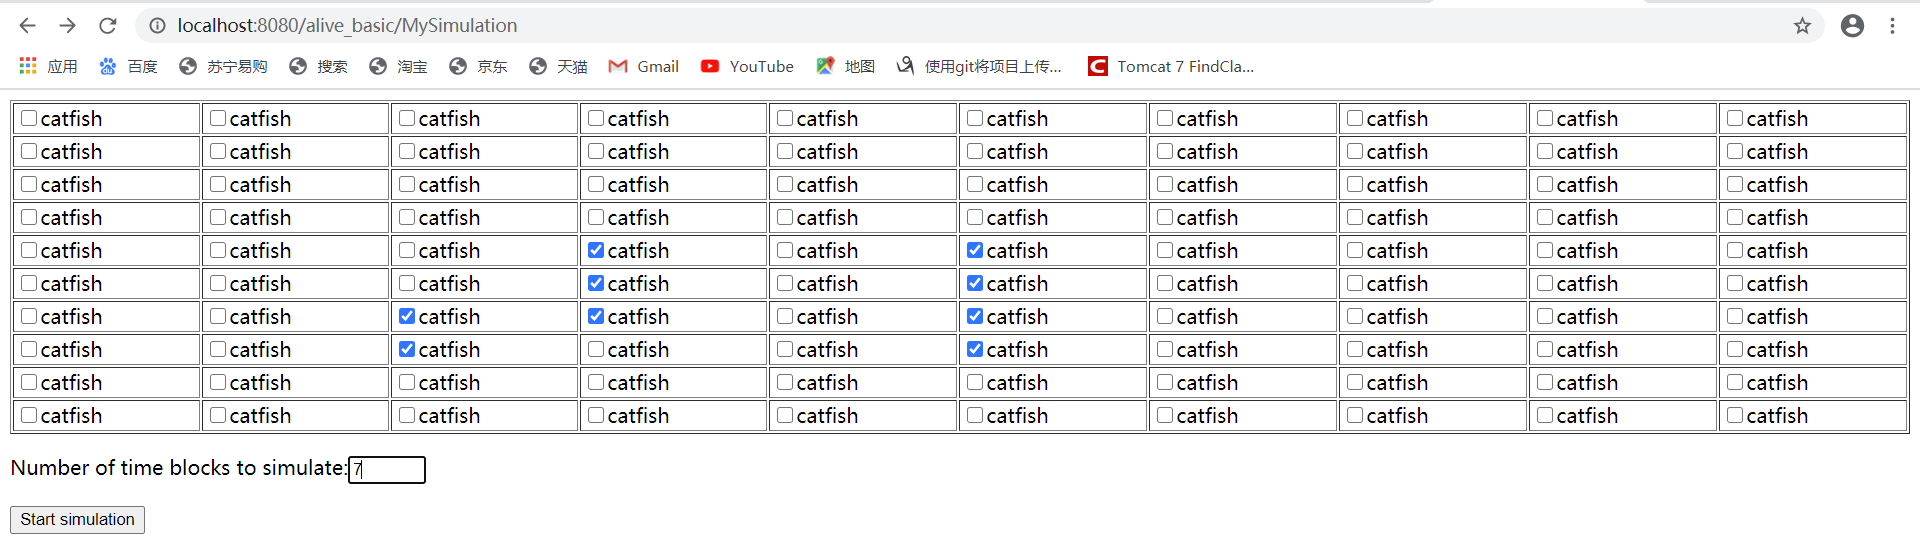 localhost:8080/alive_basic/MySimulation
应用 百度 苏宁易购 搜索 淘宝 京东 天猫 Gmail YouTube 地图 使用git将项目上传... Tomcat 7 FindCla...
catfish catfish catfish catfish catfish catfish catfish catfish catfish catfish
catfish catfish catfish catfish catfish catfish catfish catfish catfish catfish
catfish catfish catfish catfish catfish catfish catfish catfish catfish catfish
catfish catfish catfish catfish catfish catfish catfish catfish catfish catfish
catfish catfish catfish catfish catfish catfish catfish catfish catfish catfish
catfish catfish catfish catfish catfish catfish catfish catfish catfish catfish
catfish catfish catfish catfish catfish catfish catfish catfish catfish catfish
catfish catfish catfish catfish catfish catfish catfish catfish catfish catfish
catfish catfish catfish catfish catfish catfish catfish catfish catfish catfish
catfish catfish catfish catfish catfish catfish catfish catfish catfish catfish
Number of time blocks to simulate:7
Start simulation